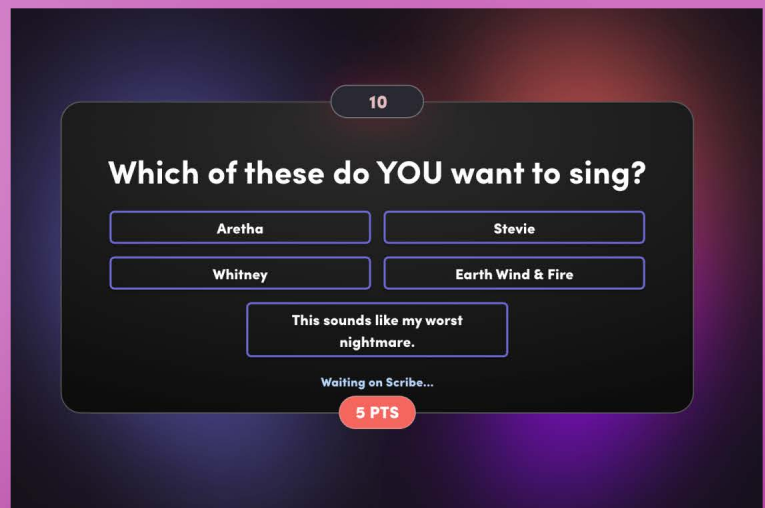 10
Which of these do YOU want to sing?
Aretha
Stevie
Whitney
Earth Wind & Fire
This sounds like my worst
nightmare.
Waiting on Scribe...
5 PTS